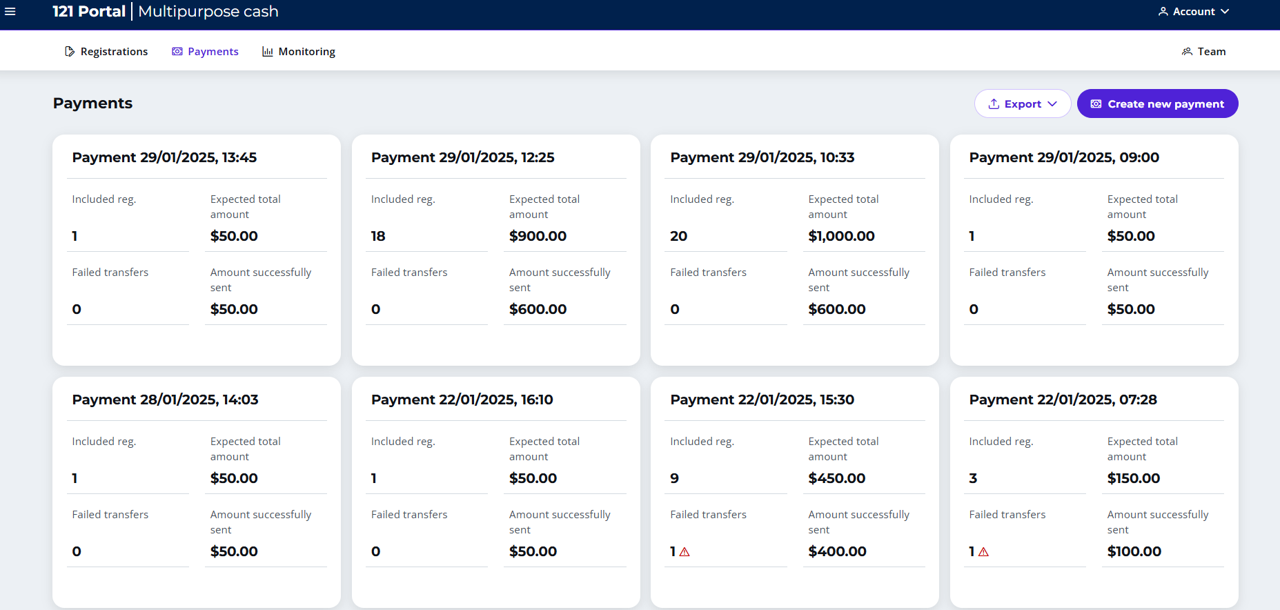 121 Portal | Multipurpose cash
Account
Registrations
Payments
Monitoring
Team
Payments
Export
Create new payment
Payment 29/01/2025, 13:45
Included reg.
1
Expected total
amount
$50.00
Failed transfers
0
Amount successfully
sent
$50.00
Payment 29/01/2025, 12:25
Included reg.
18
Expected total
amount
$900.00
Failed transfers
0
Amount successfully
sent
$600.00
Payment 29/01/2025, 10:33
Included reg.
20
Expected total
amount
$1,000.00
Failed transfers
0
Amount successfully
sent
$600.00
Payment 29/01/2025, 09:00
Included reg.
1
Expected total
amount
$50.00
Failed transfers
0
Amount successfully
sent
$50.00
Payment 28/01/2025, 14:03
Included reg.
1
Expected total
amount
$50.00
Failed transfers
0
Amount successfully
sent
$50.00
Payment 22/01/2025, 16:10
Included reg.
1
Expected total
amount
$50.00
Failed transfers
0
Amount successfully
sent
$50.00
Payment 22/01/2025, 15:30
Included reg.
9
Expected total
amount
$450.00
Failed transfers
1
Amount successfully
sent
$400.00
Payment 22/01/2025, 07:28
Included reg.
3
Expected total
amount
$150.00
Failed transfers
1
Amount successfully
sent
$100.00